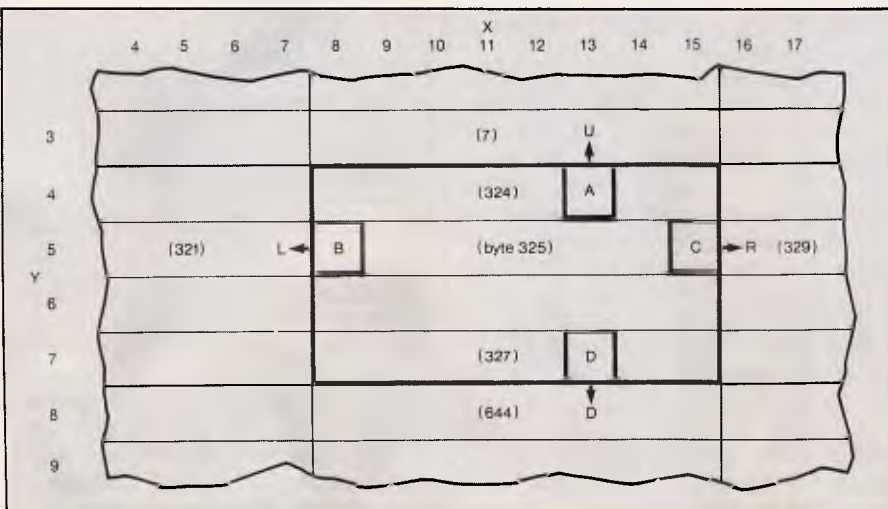 X
4 5 6 7 8 9 10 11 12 13 14 15 16 17
3 (7) U
4 (324) A
5 (321) L B (byte 325) C R (329)
Y
6
7 (327) D
8 (644) D
9